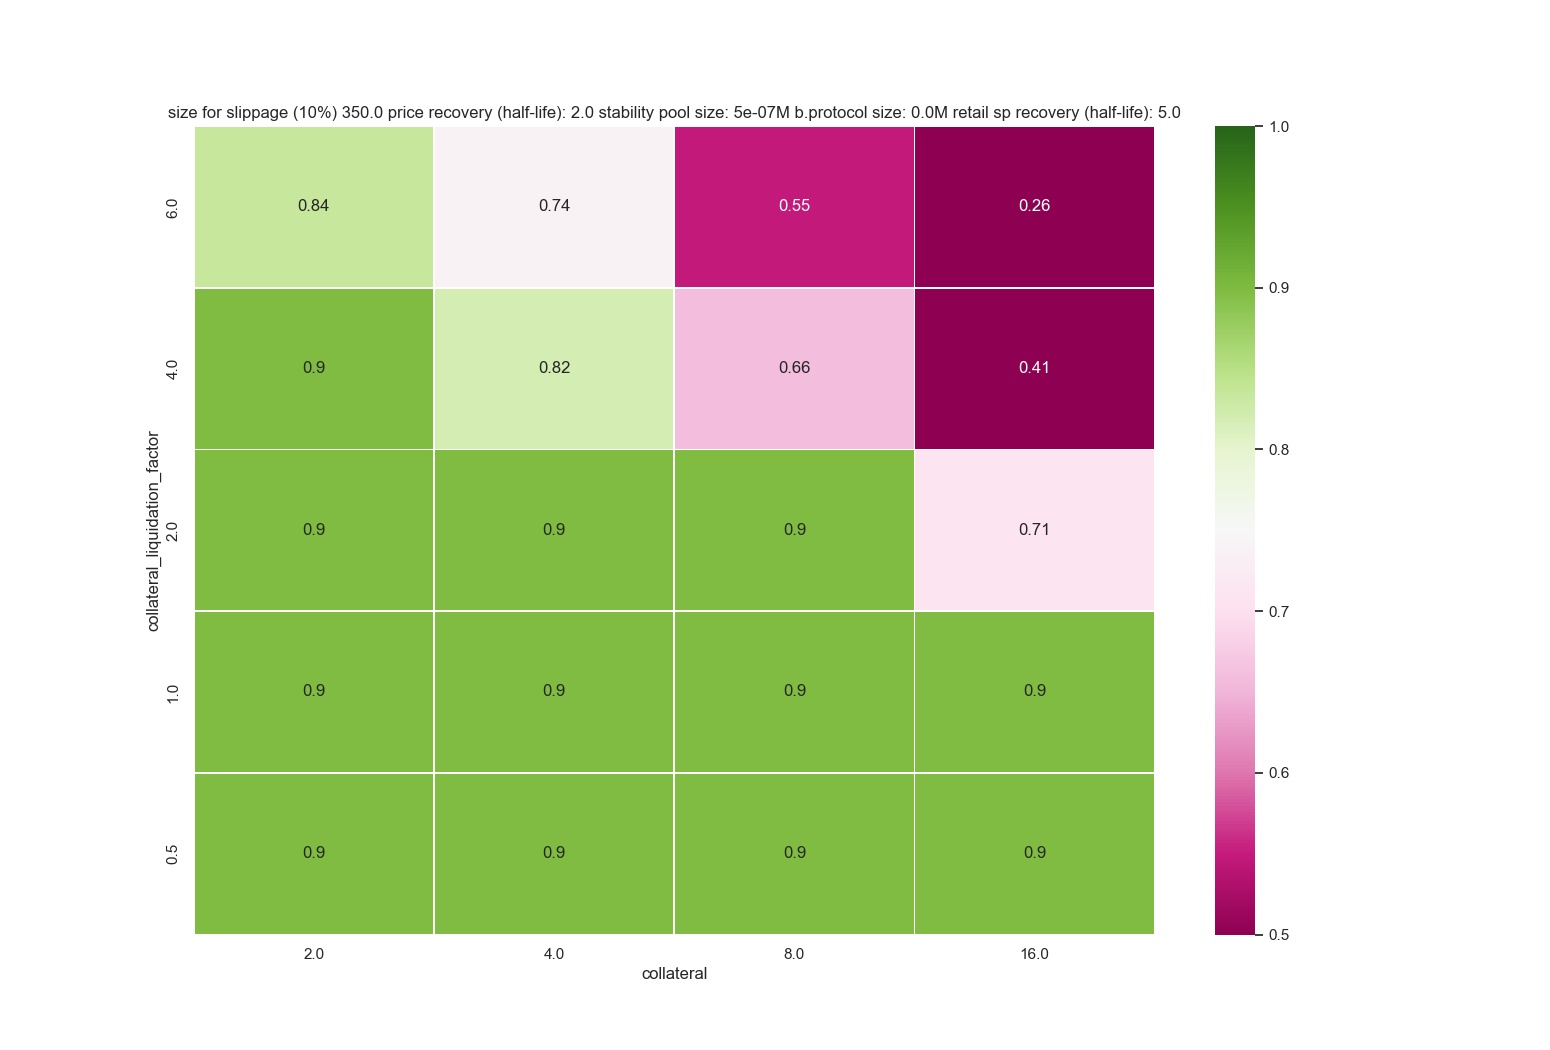 size for slippage (10%) 350.0 price recovery (half-life): 2.0 stability pool size: 5e-07M b.protocol size: 0.0M retail sp recovery (half-life): 5.0
collateral_liquidation_factor
6.0
0.84 0.74 0.55 0.26
4.0
0.9 0.82 0.66 0.41
2.0
0.9 0.9 0.9 0.71
1.0
0.9 0.9 0.9 0.9
0.5
0.9 0.9 0.9 0.9
2.0 4.0 8.0 16.0
collateral
1.0
0.9
0.8
0.7
0.6
0.5